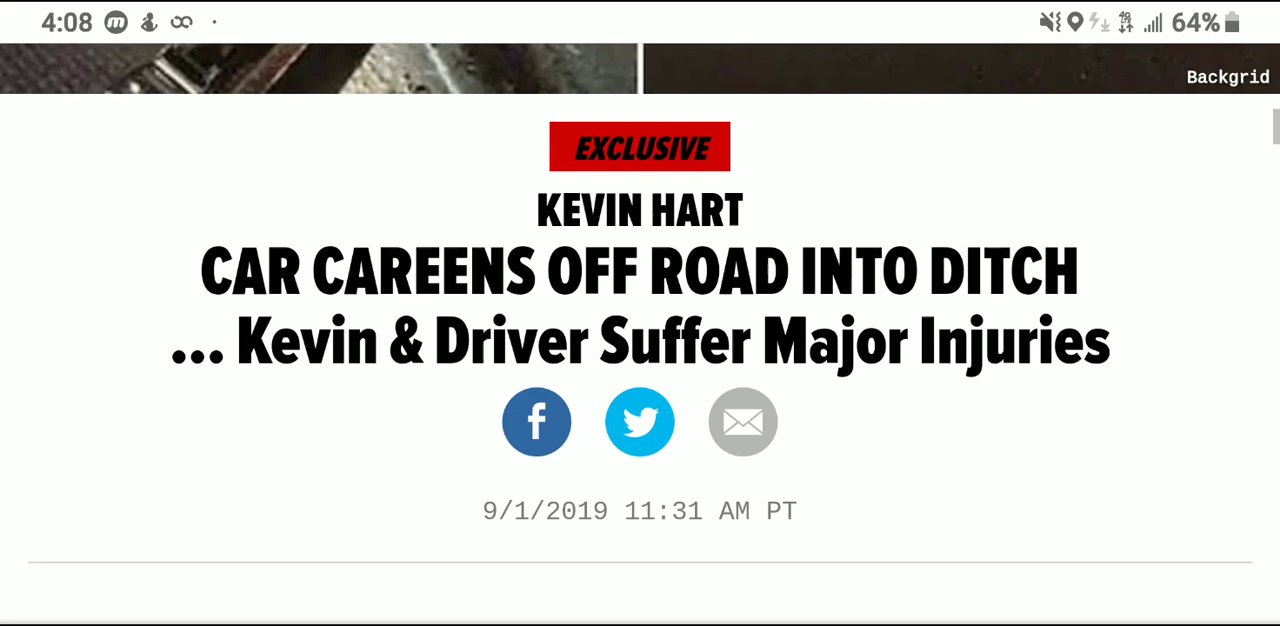 4:08
64%
Backgrid
EXCLUSIVE
KEVIN HART
CAR CAREENS OFF ROAD INTO DITCH
... Kevin & Driver Suffer Major Injuries
9/1/2019 11:31 AM PT